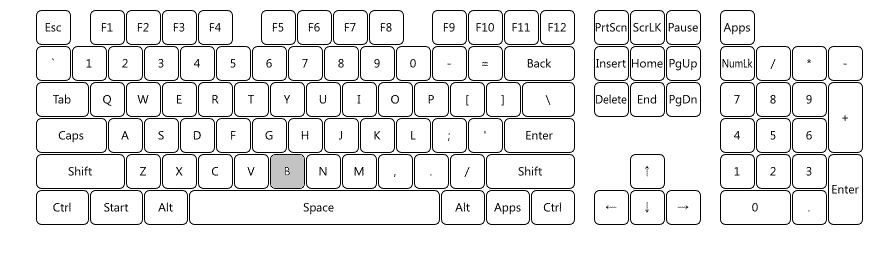 Esc F1 F2 F3 F4 F5 F6 F7 F8 F9 F10 F11 F12 PrtScn ScrLK Pause Apps
` 1 2 3 4 5 6 7 8 9 0 - = Back Insert Home PgUp NumLk / * -
Tab Q W E R T Y U I O P [ ] \ Delete End PgDn 7 8 9 +
Caps A S D F G H J K L ; ' Enter 4 5 6
Shift Z X C V B N M , . / Shift ↑ 1 2 3 Enter
Ctrl Start Alt Space Alt Apps Ctrl ← ↓ → 0 .